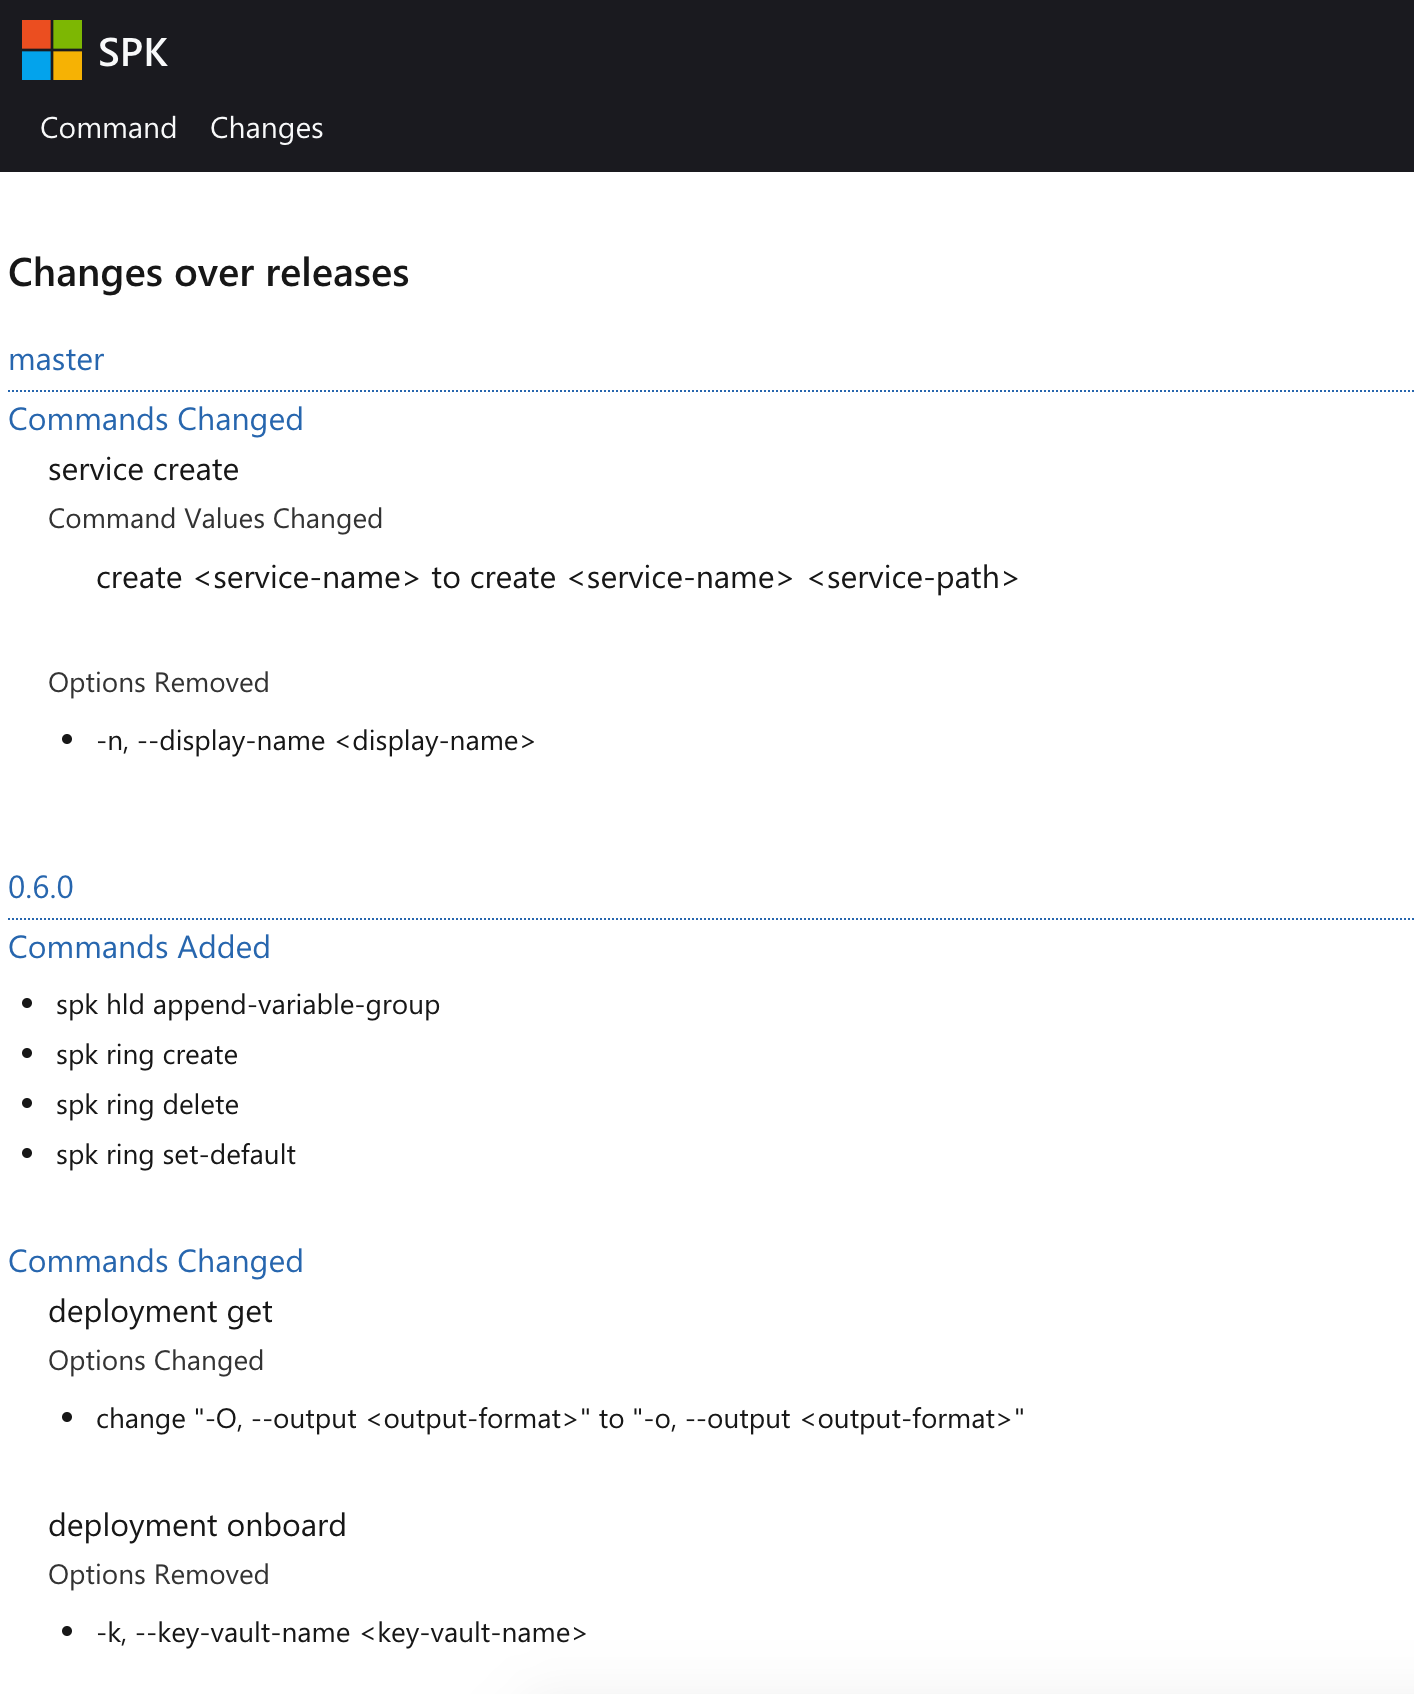 SPK
Command Changes
Changes over releases
master
Commands Changed
service create
Command Values Changed
create <service-name> to create <service-name> <service-path>
Options Removed
-n, --display-name <display-name>
0.6.0
Commands Added
spk hld append-variable-group
spk ring create
spk ring delete
spk ring set-default
Commands Changed
deployment get
Options Changed
change "-O, --output <output-format>" to "-o, --output <output-format>"
deployment onboard
Options Removed
-k, --key-vault-name <key-vault-name>